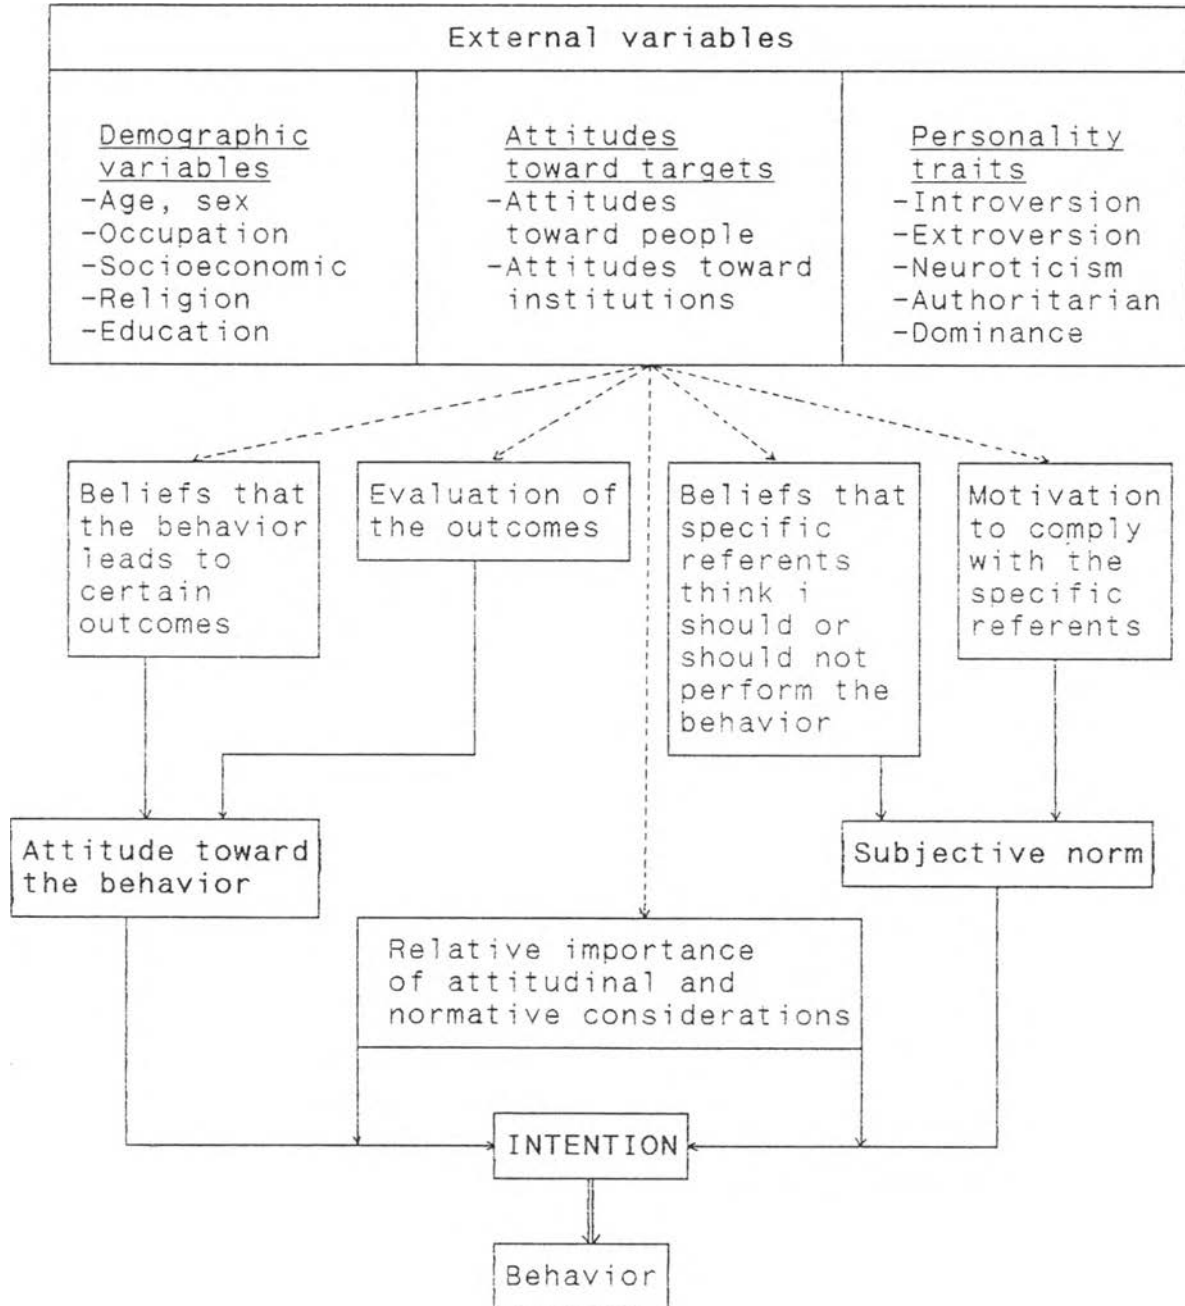 External variables
Demographic
variables
-Age, sex
-Occupation
-Socioeconomic
-Religion
-Education
Attitudes
toward targets
-Attitudes
toward people
-Attitudes toward
institutions
Personality
traits
-Introversion
-Extroversion
-Neuroticism
-Authoritarian
-Dominance
Beliefs that
the behavior
leads to
certain
outcomes
Evaluation of
the outcomes
Beliefs that
specific
referents
think i
should or
should not
perform the
behavior
Motivation
to comply
with the
specific
referents
Attitude toward
the behavior
Subjective norm
Relative importance
of attitudinal and
normative considerations
INTENTION
Behavior